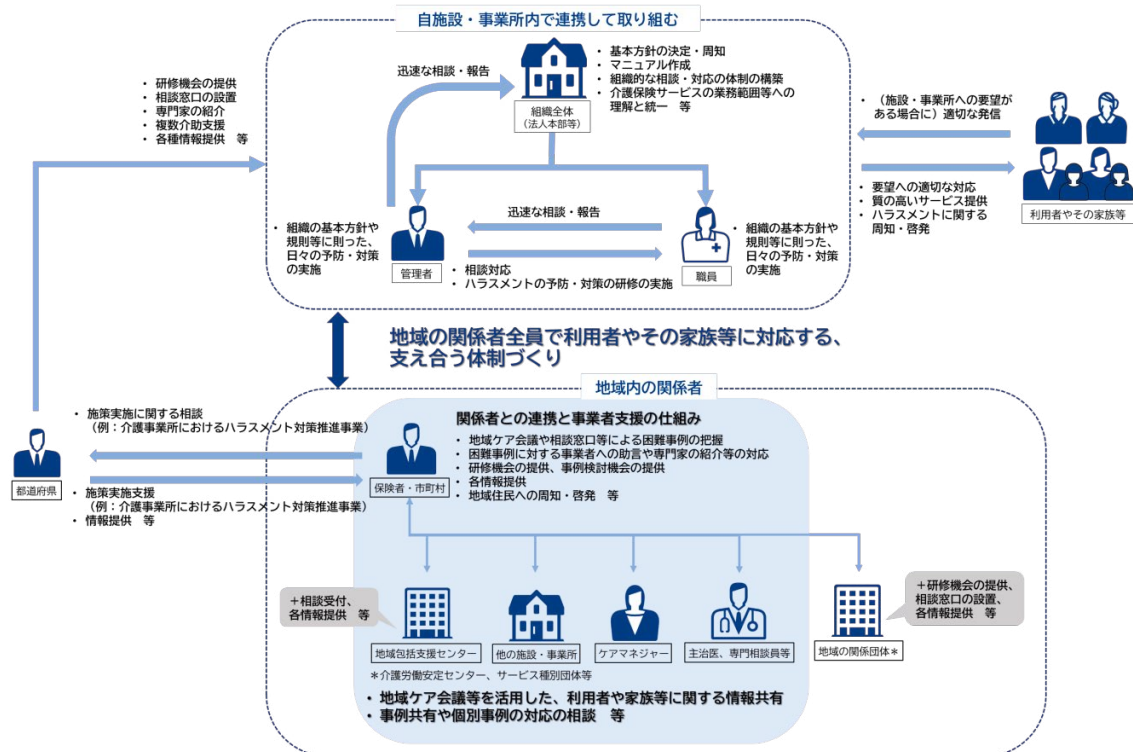 自施設・事業所内で連携して取り組む
・ 研修機会の提供
・ 相談窓口の設置
・ 専門家の紹介
・ 複数介助支援
・ 各種情報提供　等
迅速な相談・報告
組織全体
（法人本部等）
・ 基本方針の決定・周知
・ マニュアル作成
・ 組織的な相談・対応の体制の構築
・ 介護保険サービスの業務範囲等への
理解と統一　等
・ （施設・事業所への要望が
ある場合に）適切な発信
・ 要望への適切な対応
・ 質の高いサービス提供
・ ハラスメントに関する
周知・啓発
利用者やその家族等
・ 組織の基本方針や
規則等に則った、
日々の予防・対策
の実施
管理者
迅速な相談・報告
・ 相談対応
・ ハラスメントの予防・対策の研修の実施
職員
・ 組織の基本方針や
規則等に則った、
日々の予防・対策
の実施
地域の関係者全員で利用者やその家族等に対応する、
支え合う体制づくり
地域内の関係者
・ 施策実施に関する相談
（例：介護事業所におけるハラスメント対策推進事業）
都道府県
・ 施策実施支援
（例：介護事業所におけるハラスメント対策推進事業）
・ 情報提供　等
関係者との連携と事業者支援の仕組み
・ 地域ケア会議や相談窓口等による困難事例の把握
・ 困難事例に対する事業者への助言や専門家の紹介等の対応
・ 研修機会の提供、事例検討機会の提供
・ 各情報提供
・ 地域住民への周知・啓発　等
保険者・市町村
＋相談受付、
各情報提供　等
＋研修機会の提供、
相談窓口の設置、
各情報提供　等
地域包括支援センター
他の施設・事業所
ケアマネジャー
主治医、専門相談員等
地域の関係団体＊
＊介護労働安定センター、サービス種別団体等
・ 地域ケア会議等を活用した、利用者や家族等に関する情報共有
・ 事例共有や個別事例の対応の相談　等